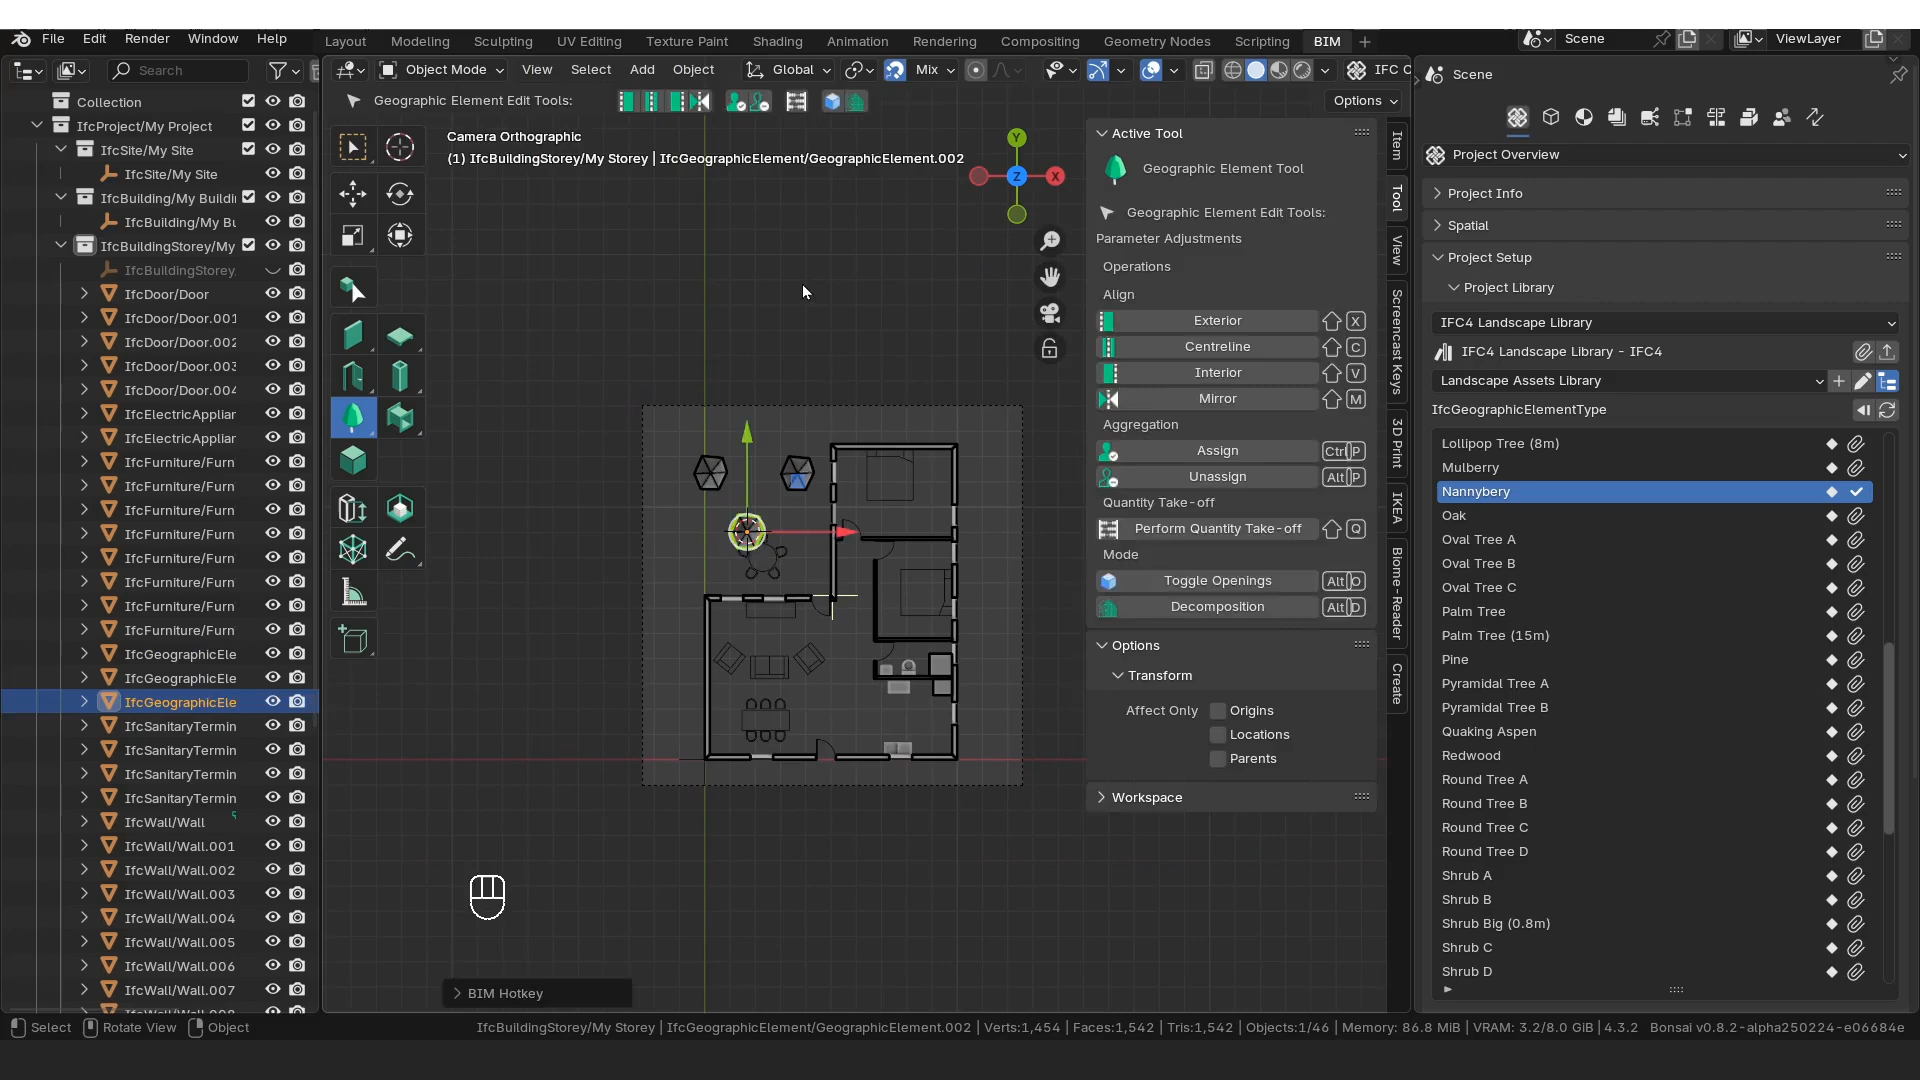 File Edit Render Window Help
Layout Modeling Sculpting UV Editing Texture Paint Shading Animation Rendering Compositing Geometry Nodes Scripting BIM
Scene
ViewLayer
Search
Object Mode View Select Add Object Global Mix IFC C
Geographic Element Edit Tools:
Options
Collection
IfcProject/My Project
IfcSite/My Site
IfcSite/My Site
IfcBuilding/My Buildi
IfcBuilding/My Bu
IfcBuildingStorey/My
IfcBuildingStorey
IfcDoor/Door
IfcDoor/Door.001
IfcDoor/Door.002
IfcDoor/Door.003
IfcDoor/Door.004
IfcElectricApplian
IfcElectricApplian
IfcFurniture/Furn
IfcFurniture/Furn
IfcFurniture/Furn
IfcFurniture/Furn
IfcFurniture/Furn
IfcFurniture/Furn
IfcFurniture/Furn
IfcFurniture/Furn
IfcGeographicEle
IfcGeographicEle
IfcGeographicEle
IfcSanitaryTermin
IfcSanitaryTermin
IfcSanitaryTermin
IfcSanitaryTermin
IfcWall/Wall
IfcWall/Wall.001
IfcWall/Wall.002
IfcWall/Wall.003
IfcWall/Wall.004
IfcWall/Wall.005
IfcWall/Wall.006
IfcWall/Wall.007
Camera Orthographic
(1) IfcBuildingStorey/My Storey | IfcGeographicElement/GeographicElement.002
Y
Z
X
BIM Hotkey
Active Tool
Geographic Element Tool
Geographic Element Edit Tools:
Parameter Adjustments
Operations
Align
Exterior X
Centreline C
Interior V
Mirror M
Aggregation
Assign Ctrl P
Unassign Alt P
Quantity Take-off
Perform Quantity Take-off Q
Mode
Toggle Openings Alt O
Decomposition Alt D
Options
Transform
Affect Only Origins
Locations
Parents
Workspace
Item
Tool
View
Screencast Keys
3D Print
IKEA
Biome-Reader
Create
Scene
Project Overview
Project Info
Spatial
Project Setup
Project Library
IFC4 Landscape Library
IFC4 Landscape Library - IFC4
Landscape Assets Library
IfcGeographicElementType
Lollipop Tree (8m)
Mulberry
Nannybery
Oak
Oval Tree A
Oval Tree B
Oval Tree C
Palm Tree
Palm Tree (15m)
Pine
Pyramidal Tree A
Pyramidal Tree B
Quaking Aspen
Redwood
Round Tree A
Round Tree B
Round Tree C
Round Tree D
Shrub A
Shrub B
Shrub Big (0.8m)
Shrub C
Shrub D
Select Rotate View Object
IfcBuildingStorey/My Storey | IfcGeographicElement/GeographicElement.002 | Verts:1,454 | Faces:1,542 | Tris:1,542 | Objects:1/46 | Memory: 86.8 MiB | VRAM: 3.2/8.0 GiB | 4.3.2 Bonsai v0.8.2-alpha250224-e06684e